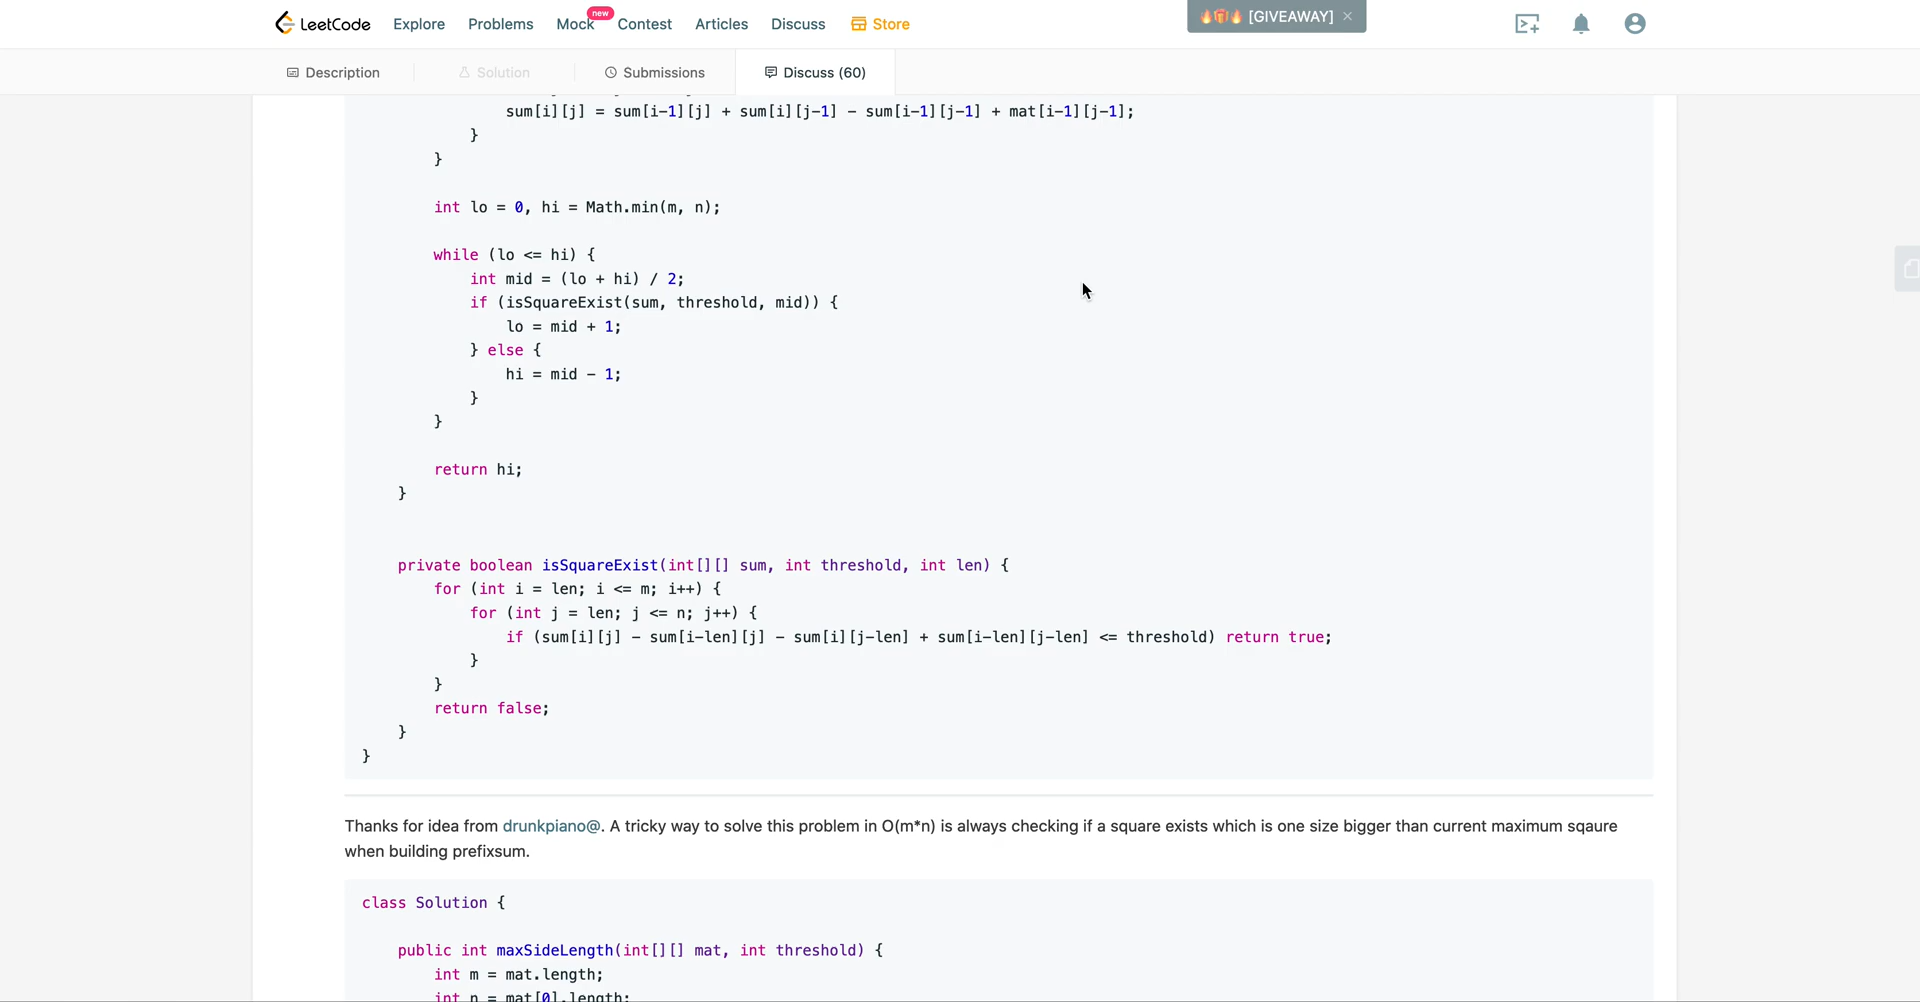 LeetCode Explore Problems Mock new Contest Articles Discuss Store [GIVEAWAY] ×
Description Solution Submissions Discuss (60)
sum[i][j] = sum[i-1][j] + sum[i][j-1] - sum[i-1][j-1] + mat[i-1][j-1];
}
}
int lo = 0, hi = Math.min(m, n);
while (lo <= hi) {
int mid = (lo + hi) / 2;
if (isSquareExist(sum, threshold, mid)) {
lo = mid + 1;
} else {
hi = mid - 1;
}
}
return hi;
}
private boolean isSquareExist(int[][] sum, int threshold, int len) {
for (int i = len; i <= m; i++) {
for (int j = len; j <= n; j++) {
if (sum[i][j] - sum[i-len][j] - sum[i][j-len] + sum[i-len][j-len] <= threshold) return true;
}
}
return false;
}
}
Thanks for idea from drunkpiano@. A tricky way to solve this problem in O(m*n) is always checking if a square exists which is one size bigger than current maximum sqaure
when building prefixsum.
class Solution {
public int maxSideLength(int[][] mat, int threshold) {
int m = mat.length;
int n = mat[0].length;